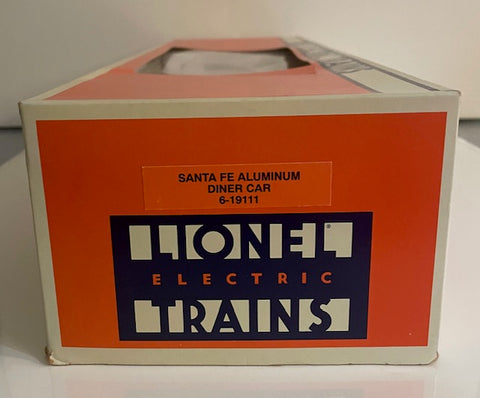 SANTA FE ALUMINUM
DINER CAR
6-19111
LIONEL®
ELECTRIC
TRAINS